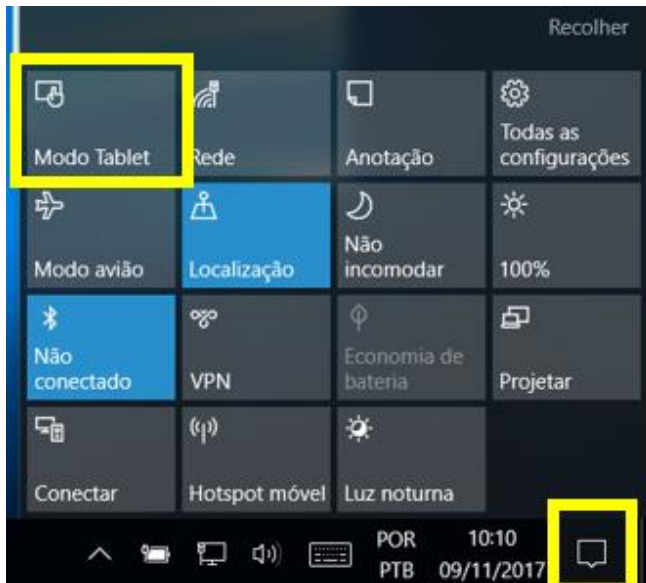 Recolher
Modo Tablet
Rede
Anotação
Todas as
configurações
Modo avião
Localização
Não
incomodar
100%
Não
conectado
VPN
Economia de
bateria
Projetar
Conectar
Hotspot móvel
Luz noturna
POR
10:10
PTB
09/11/2017